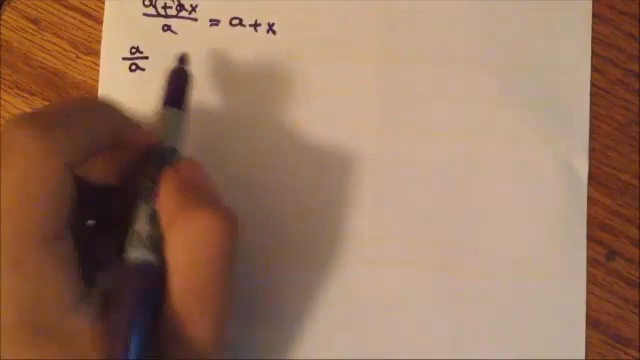 a + ax / a = a + x
a / a